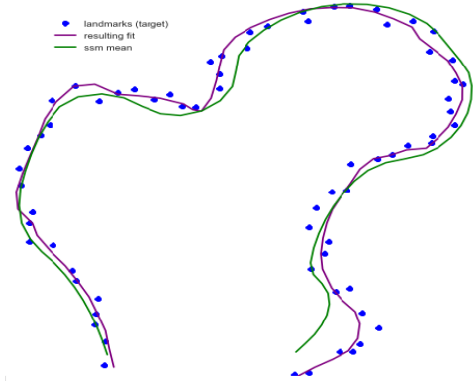 landmarks (target)
resulting fit
ssm mean